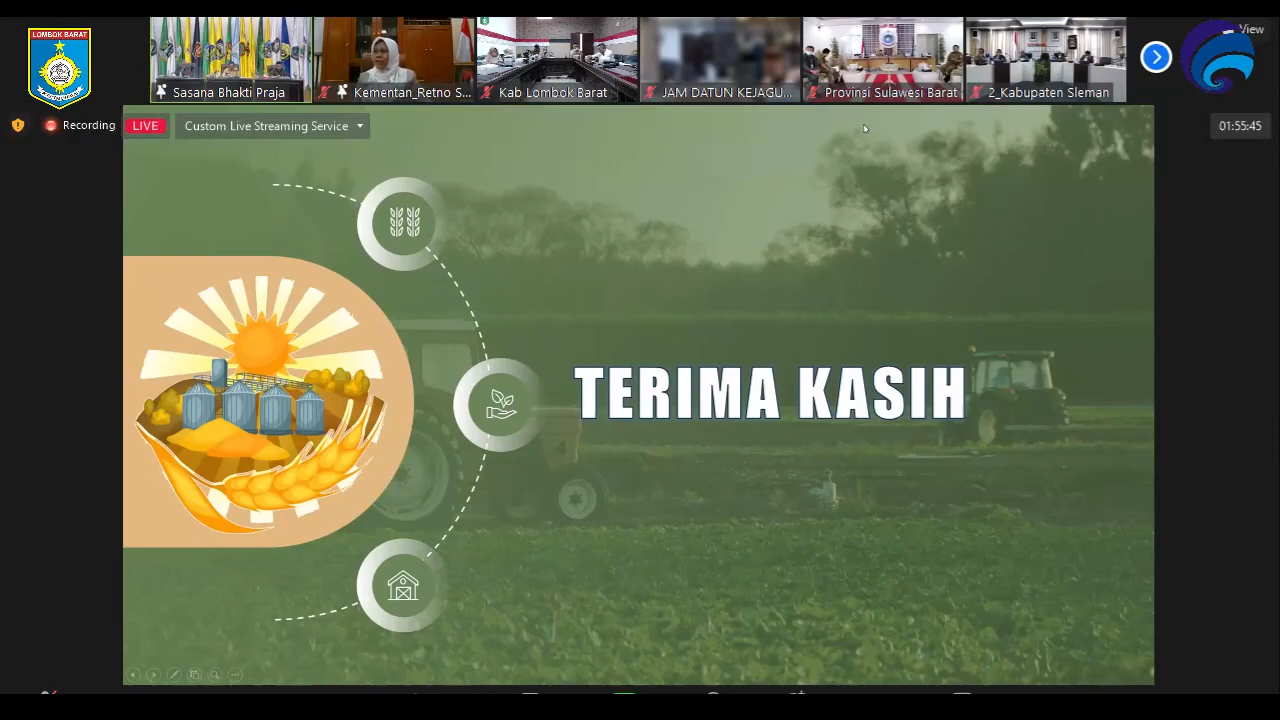 LOMBOK BARAT
View
Sasana Bhakti Praja
Kementan_Retno S...
Kab Lombok Barat
JAM DATUN KEJAGU...
Provinsi Sulawesi Barat
2_Kabupaten Sleman
Recording
LIVE
Custom Live Streaming Service
01:55:45
TERIMA KASIH